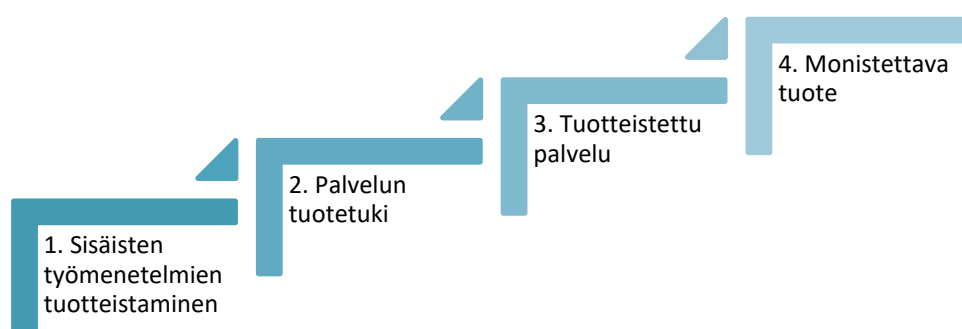 1. Sisäisten
työmenetelmien
tuotteistaminen
2. Palvelun
tuotetuki
3. Tuotteistettu
palvelu
4. Monistettava
tuote